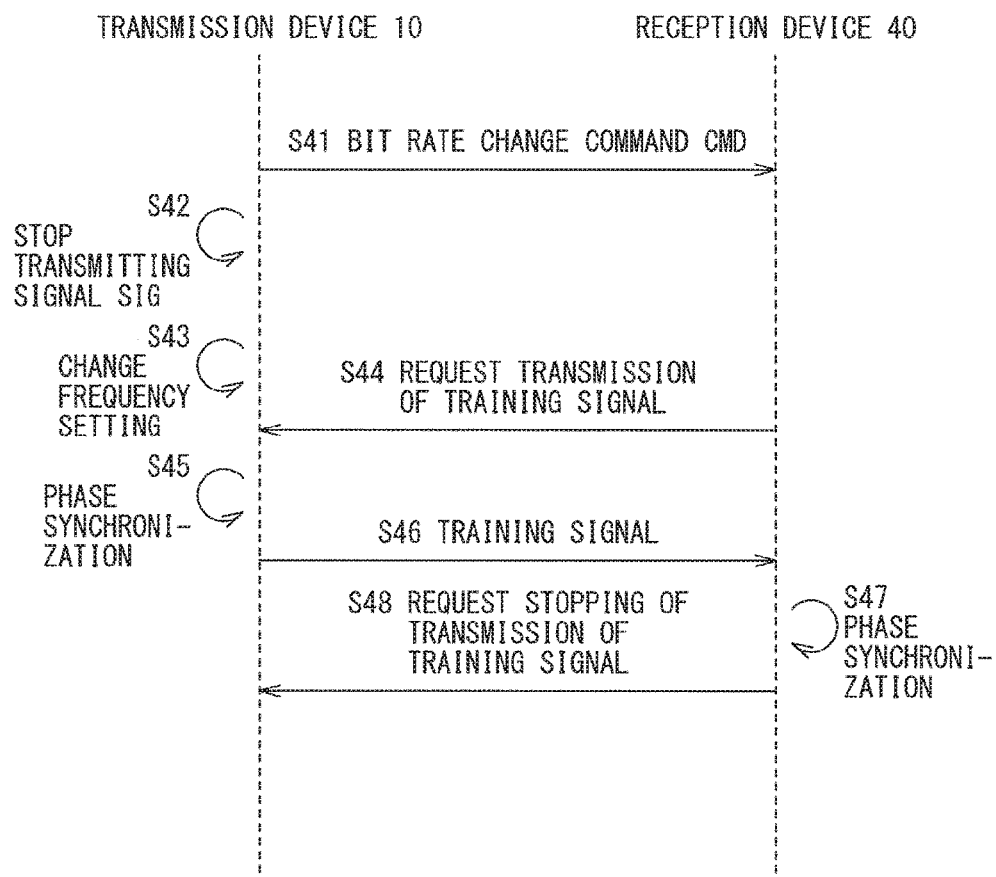 TRANSMISSION DEVICE 10
RECEPTION DEVICE 40
S41 BIT RATE CHANGE COMMAND CMD
S42
STOP
TRANSMITTING
SIGNAL SIG
S43
CHANGE
FREQUENCY
SETTING
S44 REQUEST TRANSMISSION
OF TRAINING SIGNAL
S45
PHASE
SYNCHRONI-
ZATION
S46 TRAINING SIGNAL
S47
PHASE
SYNCHRONI-
ZATION
S48 REQUEST STOPPING OF
TRANSMISSION OF
TRAINING SIGNAL